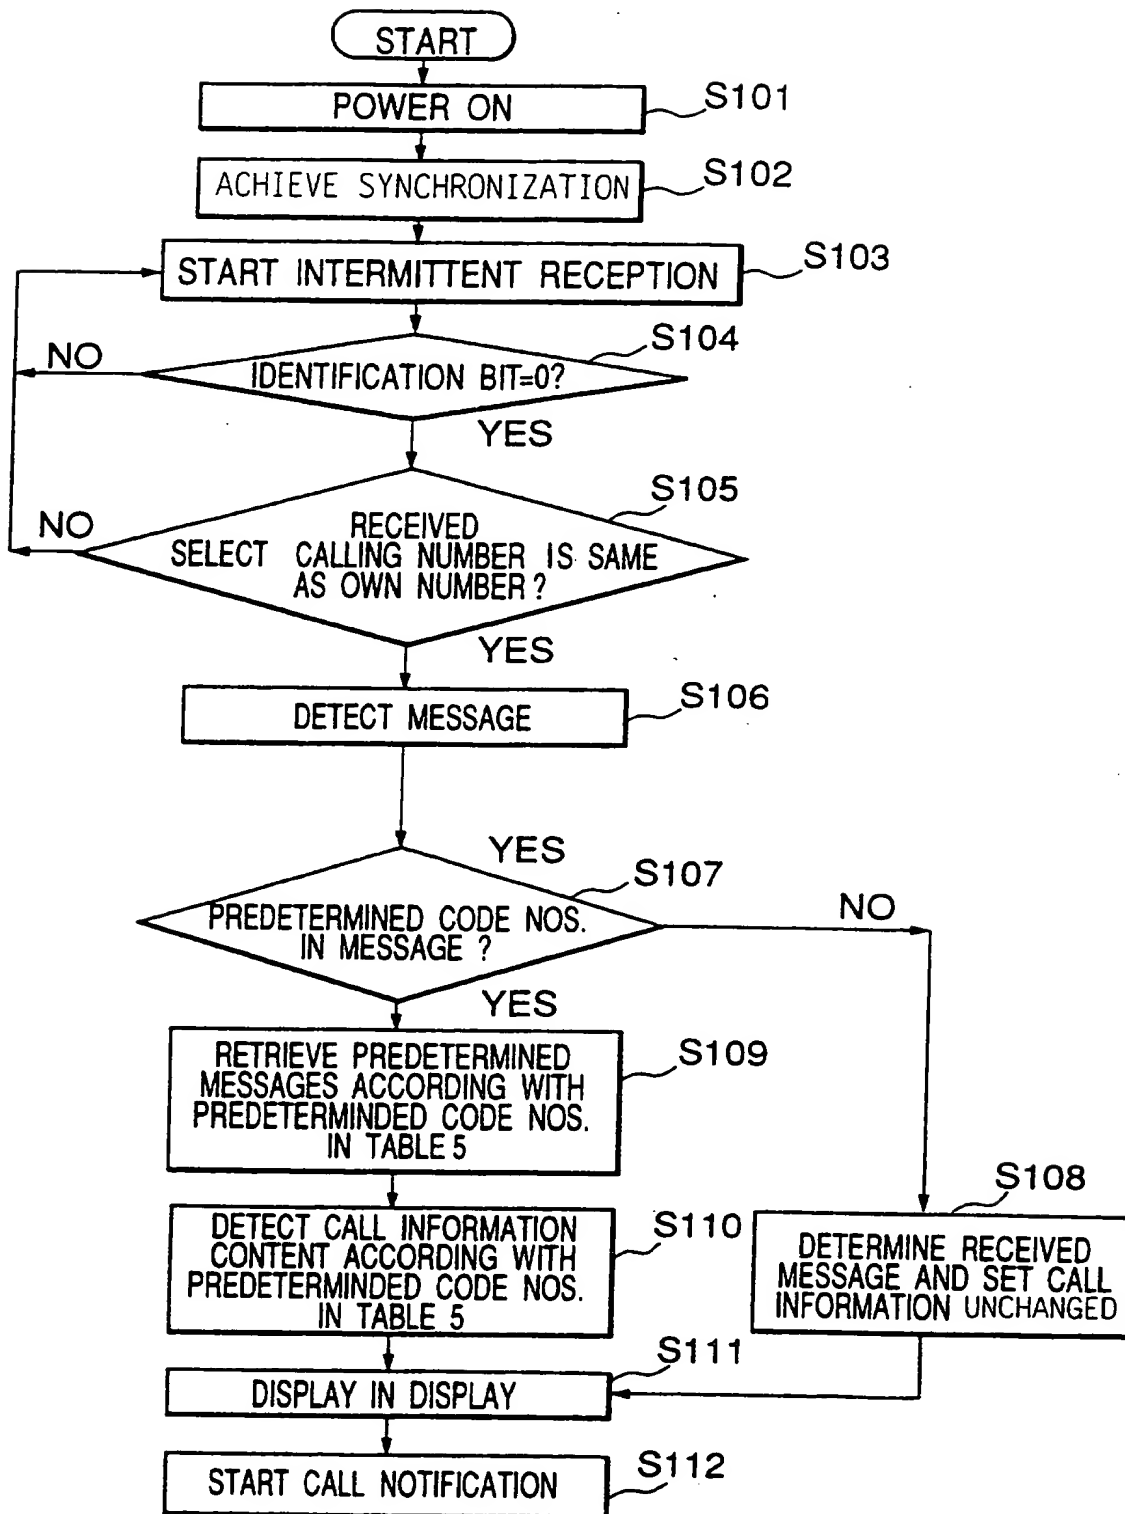 START
POWER ON
S101
ACHIEVE SYNCHRONIZATION
S102
START INTERMITTENT RECEPTION
S103
S104
NO
IDENTIFICATION BIT=0?
YES
S105
NO
RECEIVED
SELECT CALLING NUMBER IS SAME
AS OWN NUMBER?
YES
S106
DETECT MESSAGE
YES
S107
PREDETERMINED CODE NOS.
IN MESSAGE ?
NO
YES
RETRIEVE PREDETERMINED
MESSAGES ACCORDING WITH
PREDETERMINDED CODE NOS.
IN TABLE 5
S109
S108
DETECT CALL INFORMATION
CONTENT ACCORDING WITH
PREDETERMINDED CODE NOS.
IN TABLE 5
S110
DETERMINE RECEIVED
MESSAGE AND SET CALL
INFORMATION UNCHANGED
S111
DISPLAY IN DISPLAY
START CALL NOTIFICATION
S112